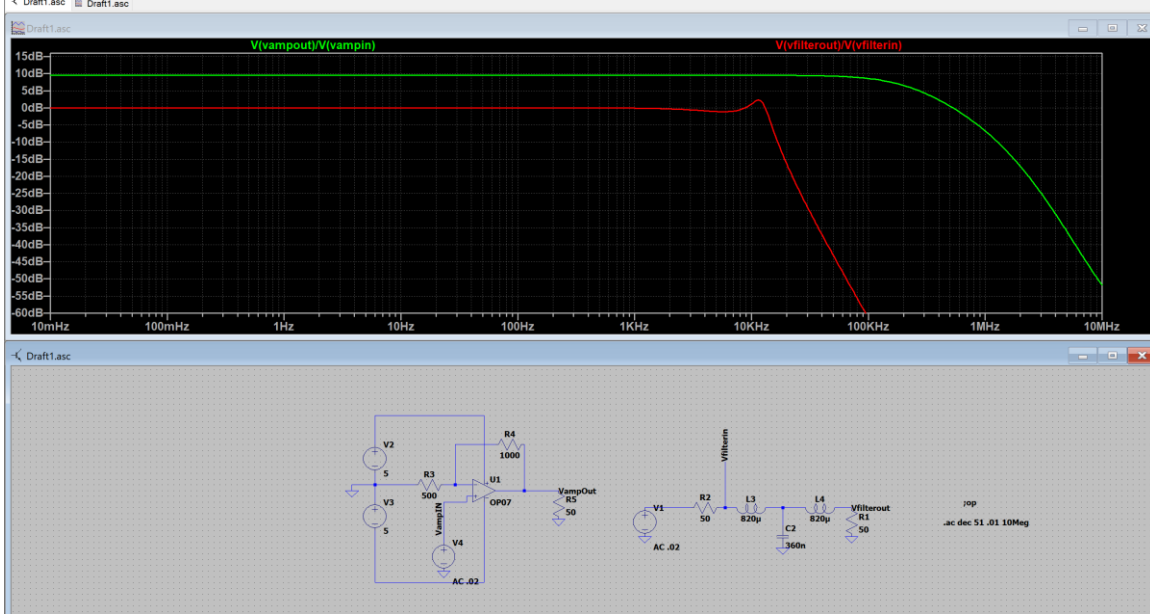 Draft1.asc Draft1.asc
Draft1.asc
V(vampout)/V(vampin) V(vfilterout)/V(vfilterin)
15dB
10dB
5dB
0dB
-5dB
-10dB
-15dB
-20dB
-25dB
-30dB
-35dB
-40dB
-45dB
-50dB
-55dB
-60dB
10mHz 100mHz 1Hz 10Hz 100Hz 1KHz 10KHz 100KHz 1MHz 10MHz
Draft1.asc
V2
5
V3
5
R3
500
R4
1000
U1
OP07
VampIN
V4
AC .02
VampOut
R5
50
Vfilterin
V1
AC .02
R2
50
L3
820µ
C2
360n
L4
820µ
Vfilterout
R1
50
;op
.ac dec 51 .01 10Meg